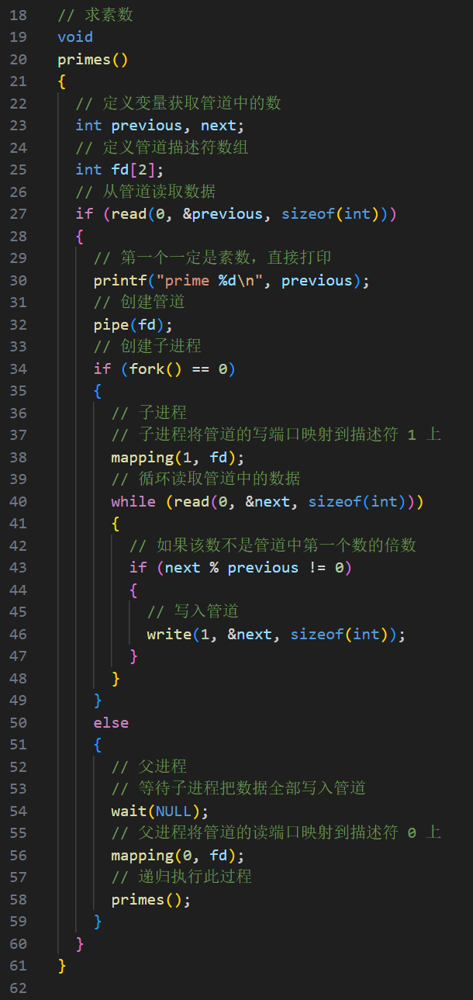 18 // 求素数
19 void
20 primes()
21 {
22 // 定义变量获取管道中的数
23 int previous, next;
24 // 定义管道描述符数组
25 int fd[2];
26 // 从管道读取数据
27 if (read(0, &previous, sizeof(int)))
28 {
29 // 第一个一定是素数，直接打印
30 printf("prime %d\n", previous);
31 // 创建管道
32 pipe(fd);
33 // 创建子进程
34 if (fork() == 0)
35 {
36 // 子进程
37 // 子进程将管道的写端口映射到描述符 1 上
38 mapping(1, fd);
39 // 循环读取管道中的数据
40 while (read(0, &next, sizeof(int)))
41 {
42 // 如果该数不是管道中第一个数的倍数
43 if (next % previous != 0)
44 {
45 // 写入管道
46 write(1, &next, sizeof(int));
47 }
48 }
49 }
50 else
51 {
52 // 父进程
53 // 等待子进程把数据全部写入管道
54 wait(NULL);
55 // 父进程将管道的读端口映射到描述符 0 上
56 mapping(0, fd);
57 // 递归执行此过程
58 primes();
59 }
60 }
61 }
62